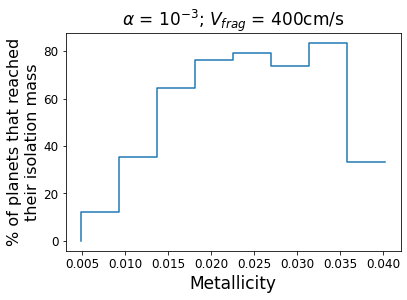 α = 10⁻³; V_frag = 400cm/s
% of planets that reached
their isolation mass
80
60
40
20
0
0.005 0.010 0.015 0.020 0.025 0.030 0.035 0.040
Metallicity